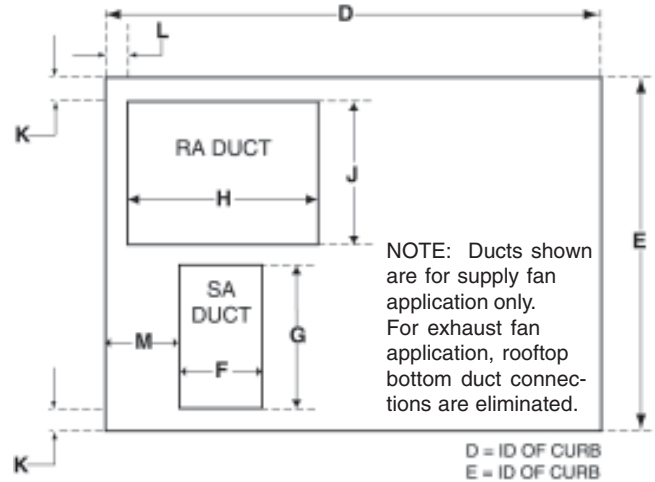 D
L
K
RA DUCT
H
J
E
NOTE: Ducts shown
are for supply fan
application only.
For exhaust fan
application, rooftop
bottom duct connec-
tions are eliminated.
SA
DUCT
G
M
F
K
D = ID OF CURB
E = ID OF CURB